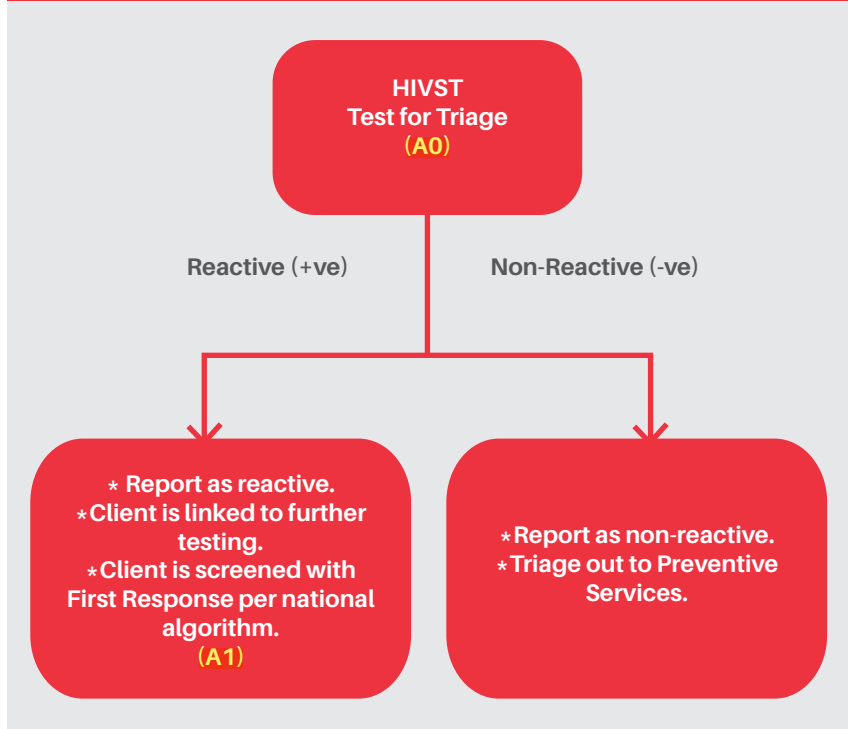 HIVST
Test for Triage
(A0)
Reactive (+ve)
Non-Reactive (-ve)
* Report as reactive.
*Client is linked to further
testing.
*Client is screened with
First Response per national
algorithm.
(A1)
*Report as non-reactive.
*Triage out to Preventive
Services.